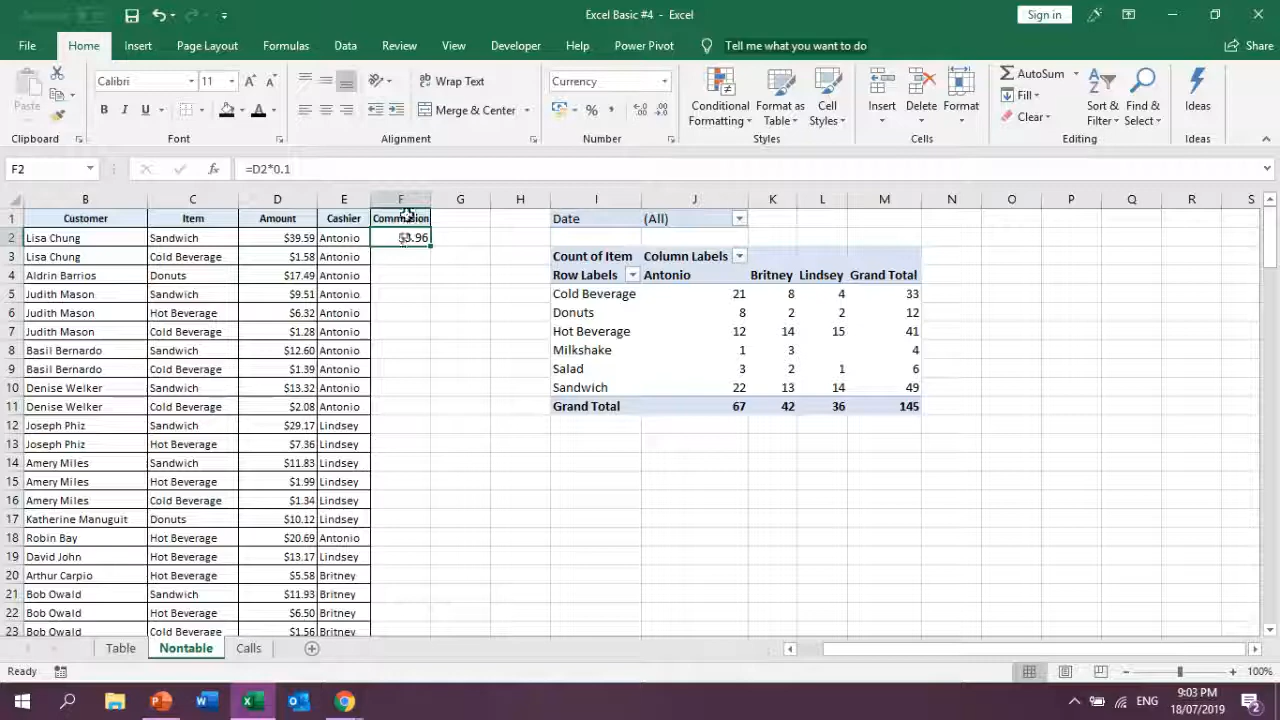 Excel Basic #4 - Excel
Sign in
File Home Insert Page Layout Formulas Data Review View Developer Help Power Pivot Tell me what you want to do Share
Calibri 11 Wrap Text Currency AutoSum
Paste Conditional Format as Cell Insert Delete Format Fill Sort & Find & Ideas
B I U A Merge & Center % , Formatting Table Styles Clear Filter Select
Clipboard Font Alignment Number Styles Cells Editing Ideas
F2 fx =D2*0.1
B C D E F G H I J K L M N O P Q R S
1 Customer Item Amount Cashier Date (All)
2 Lisa Chung Sandwich $39.59 Antonio
3 Lisa Chung Cold Beverage $1.58 Antonio Count of Item Column Labels
4 Aldrin Barrios Donuts $17.49 Antonio Row Labels Antonio Britney Lindsey Grand Total
5 Judith Mason Sandwich $9.51 Antonio Cold Beverage 21 8 4 33
6 Judith Mason Hot Beverage $6.32 Antonio Donuts 8 2 2 12
7 Judith Mason Cold Beverage $1.28 Antonio Hot Beverage 12 14 15 41
8 Basil Bernardo Sandwich $12.60 Antonio Milkshake 1 3 4
9 Basil Bernardo Cold Beverage $1.39 Antonio Salad 3 2 1 6
10 Denise Welker Sandwich $13.32 Antonio Sandwich 22 13 14 49
11 Denise Welker Cold Beverage $2.08 Antonio Grand Total 67 42 36 145
12 Joseph Phiz Sandwich $29.17 Lindsey
13 Joseph Phiz Hot Beverage $7.36 Lindsey
14 Amery Miles Sandwich $11.83 Lindsey
15 Amery Miles Hot Beverage $1.99 Lindsey
16 Amery Miles Cold Beverage $1.34 Lindsey
17 Katherine Manuguit Donuts $10.12 Lindsey
18 Robin Bay Hot Beverage $20.69 Antonio
19 David John Hot Beverage $13.17 Lindsey
20 Arthur Carpio Hot Beverage $5.58 Britney
21 Bob Owald Sandwich $11.93 Britney
22 Bob Owald Hot Beverage $6.50 Britney
23 Bob Owald Cold Beverage $1.56 Britney
Table Nontable Calls
Ready 100%
9:03 PM
ENG
18/07/2019
2